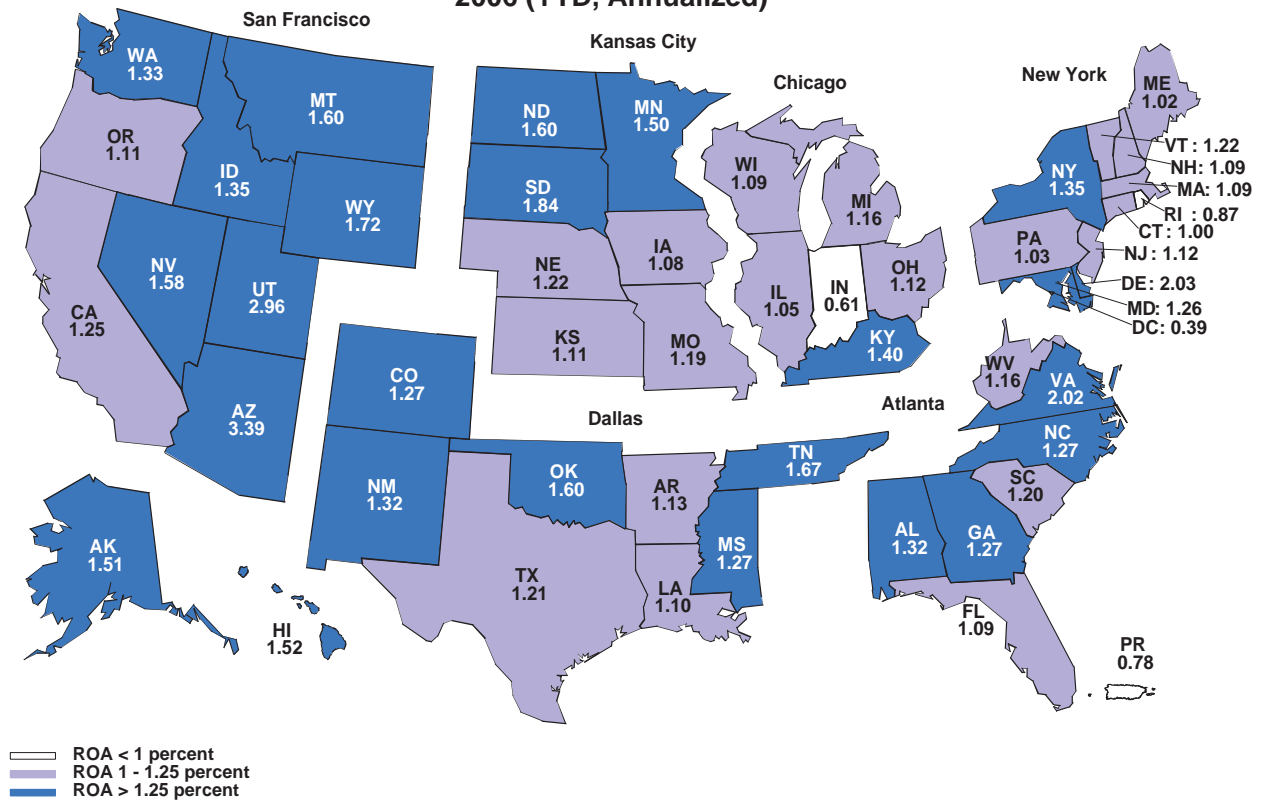 2006 (YTD, Annualized)
San Francisco
WA
1.33
MT
1.60
OR
1.11
ID
1.35
WY
1.72
NV
1.58
UT
2.96
CA
1.25
AZ
3.39
AK
1.51
HI
1.52
Kansas City
ND
1.60
MN
1.50
SD
1.84
NE
1.22
IA
1.08
KS
1.11
MO
1.19
Chicago
WI
1.09
MI
1.16
IL
1.05
IN
0.61
OH
1.12
KY
1.40
New York
ME
1.02
NY
1.35
VT : 1.22
NH: 1.09
MA: 1.09
RI : 0.87
CT: 1.00
PA
1.03
NJ : 1.12
DE: 2.03
MD: 1.26
DC: 0.39
Dallas
CO
1.27
NM
1.32
OK
1.60
TX
1.21
AR
1.13
LA
1.10
MS
1.27
TN
1.67
Atlanta
WV
1.16
VA
2.02
NC
1.27
SC
1.20
AL
1.32
GA
1.27
FL
1.09
PR
0.78
ROA < 1 percent
ROA 1 - 1.25 percent
ROA > 1.25 percent